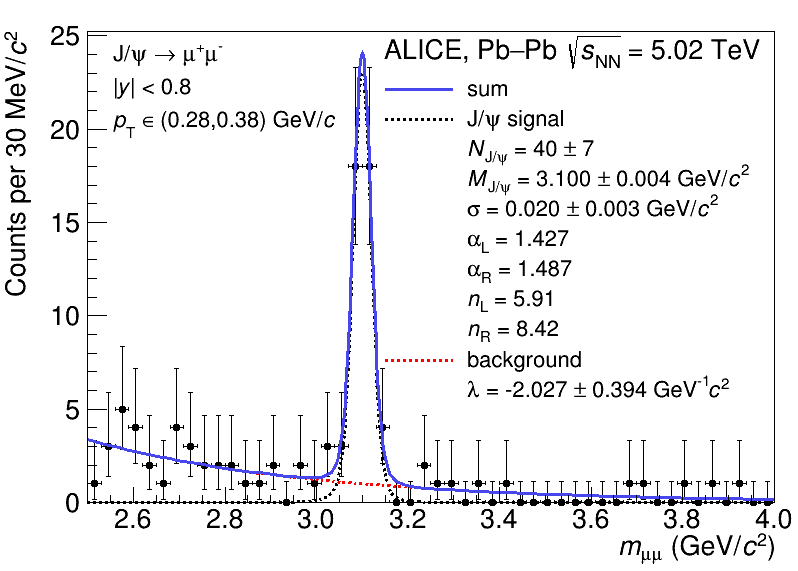 25
20
15
10
5
0
Counts per 30 MeV/c²
J/ψ → μ⁺μ⁻
|y| < 0.8
p_T ∈ (0.28,0.38) GeV/c
ALICE, Pb–Pb √s_NN = 5.02 TeV
sum
J/ψ signal
N_J/ψ = 40 ± 7
M_J/ψ = 3.100 ± 0.004 GeV/c²
σ = 0.020 ± 0.003 GeV/c²
α_L = 1.427
α_R = 1.487
n_L = 5.91
n_R = 8.42
background
λ = -2.027 ± 0.394 GeV⁻¹c²
2.6 2.8 3.0 3.2 3.4 3.6 3.8 4.0
m_μμ (GeV/c²)